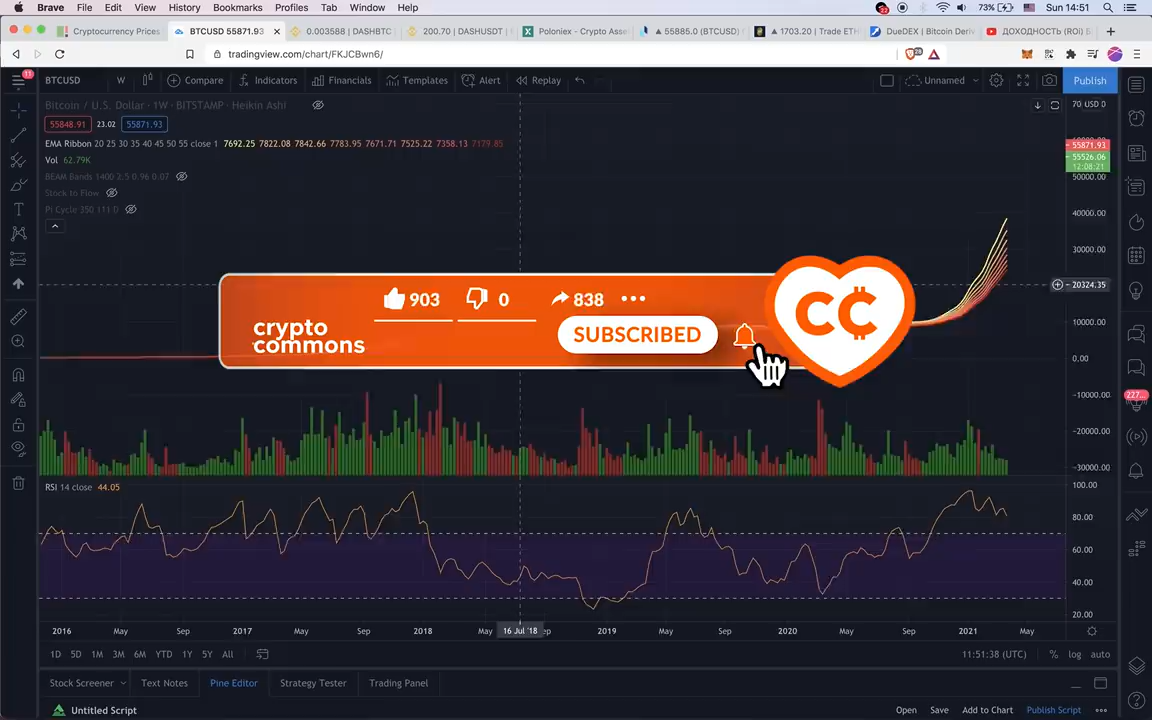 Brave File Edit View History Bookmarks Profiles Tab Window Help 73% Sun 14:51
Cryptocurrency Prices BTCUSD 55871.93 0.003588 | DASHBTC 200.70 | DASHUSDT | Poloniex - Crypto Asse ▲ 55885.0 (BTCUSD) ▲ 1703.20 | Trade ET DueDEX | Bitcoin Deriv ДОХОДНОСТЬ (ROI)
tradingview.com/chart/FKJCBwn6/
11 BTCUSD W Compare Indicators Financials Templates Alert Replay Unnamed Publish
Bitcoin / U.S. Dollar · 1W · BITSTAMP · Heikin Ashi
55848.91 23.02 55871.93
EMA Ribbon 20 25 30 35 40 45 50 55 close 1 7692.25 7822.08 7842.66 7783.95 7671.71 7525.22 7358.13 7179.85
Vol 62.79K
BEAM Bands 1400 2.5 0.96 0.07
Stock to Flow
Pi Cycle 350 111 D
70 USD 0
60000.00
55871.93
55526.06
12:08:21
50000.00
40000.00
30000.00
20324.35
10000.00
0.00
-10000.00
-20000.00
-30000.00
227
903 0 838
crypto
commons
SUBSCRIBED
RSI 14 close 44.05
100.00
80.00
60.00
40.00
20.00
2016 May Sep 2017 May Sep 2018 May 16 Jul '18 ep 2019 May Sep 2020 May Sep 2021 May
1D 5D 1M 3M 6M YTD 1Y 5Y All 11:51:38 (UTC) % log auto
Stock Screener Text Notes Pine Editor Strategy Tester Trading Panel
Untitled Script Open Save Add to Chart Publish Script